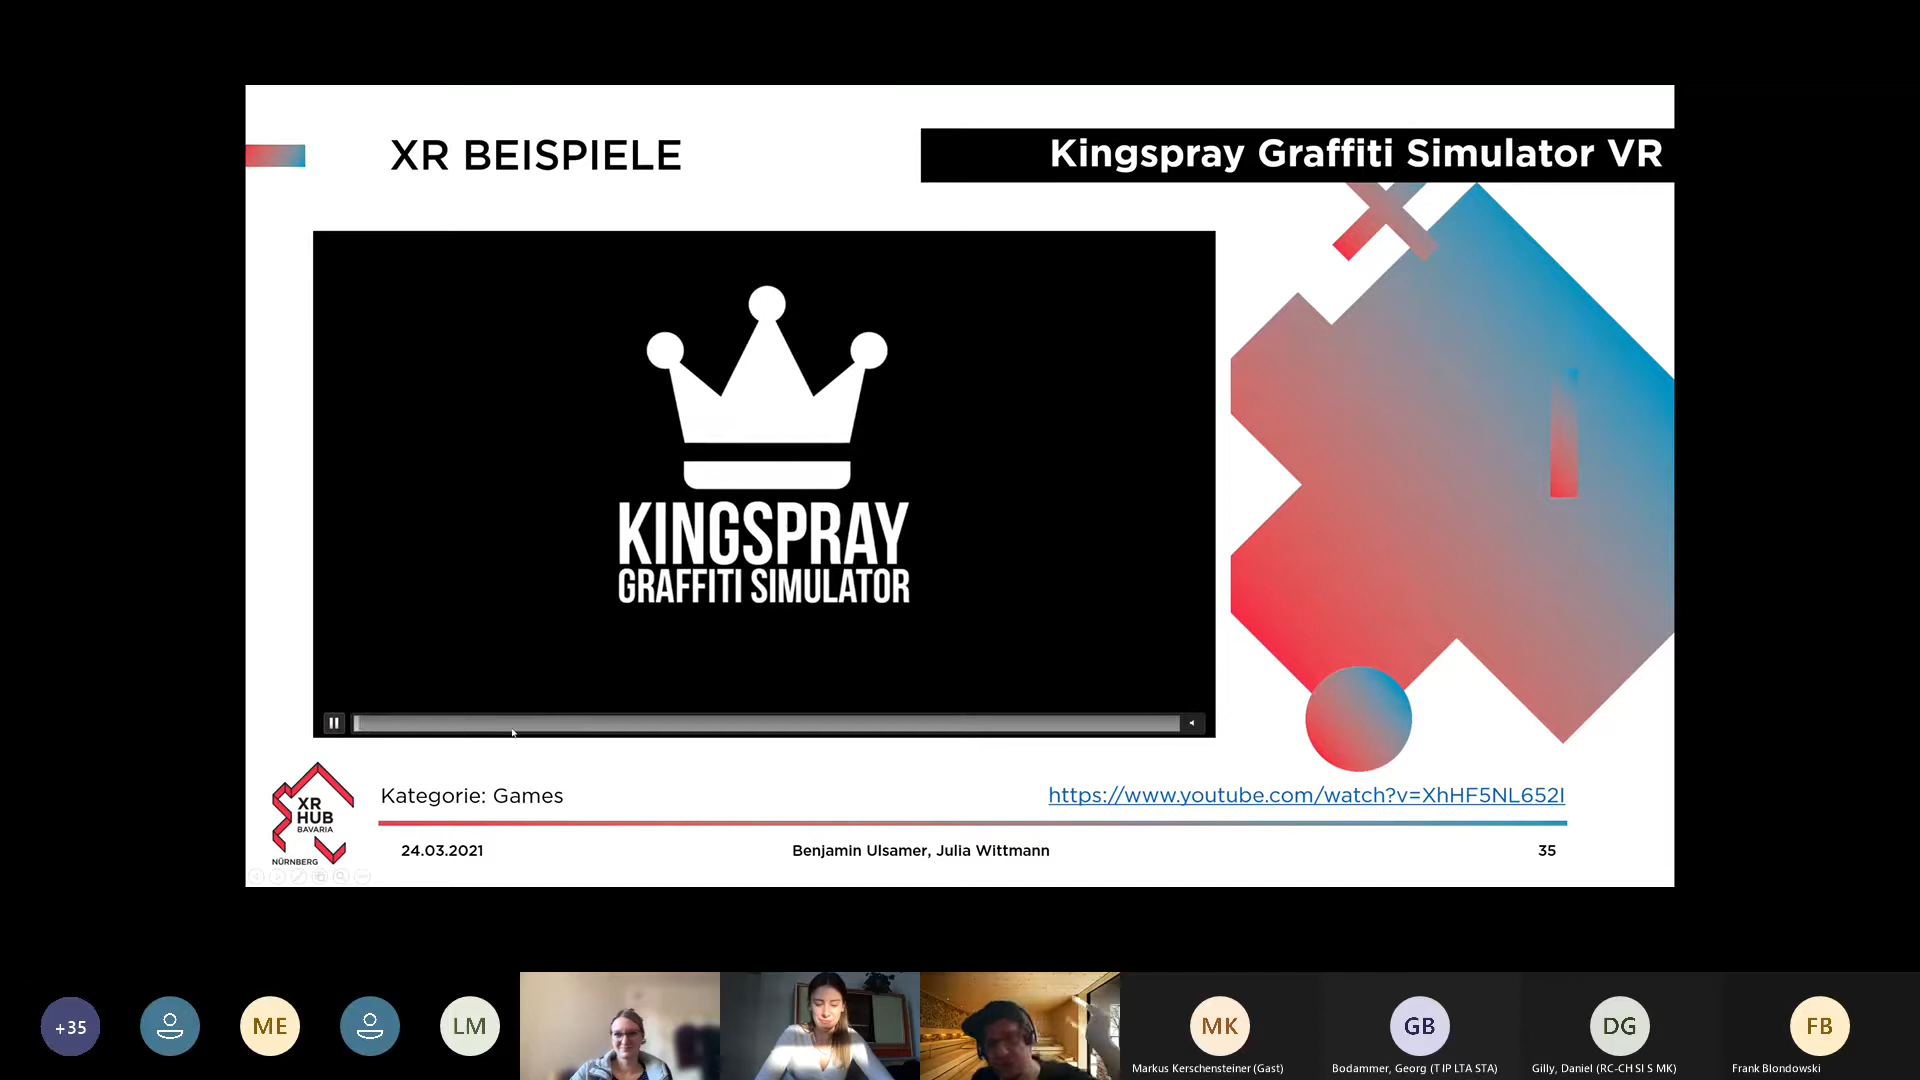 XR BEISPIELE
Kingspray Graffiti Simulator VR
KINGSPRAY
GRAFFITI SIMULATOR
XR
HUB
BAVARIA
NÜRNBERG
Kategorie: Games
https://www.youtube.com/watch?v=XhHF5NL652I
24.03.2021
Benjamin Ulsamer, Julia Wittmann
35
+35
ME
LM
MK
GB
DG
FB
Markus Kerschensteiner (Gast)
Bodammer, Georg (T IP LTA STA)
Gilly, Daniel (RC-CH SI S MK)
Frank Blondowski